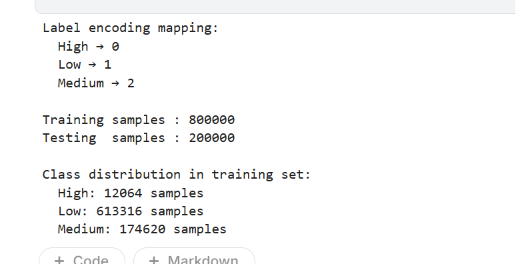 Label encoding mapping:
High → 0
Low → 1
Medium → 2
Training samples : 800000
Testing  samples : 200000
Class distribution in training set:
High: 12064 samples
Low: 613316 samples
Medium: 174620 samples
+ Code + Markdown